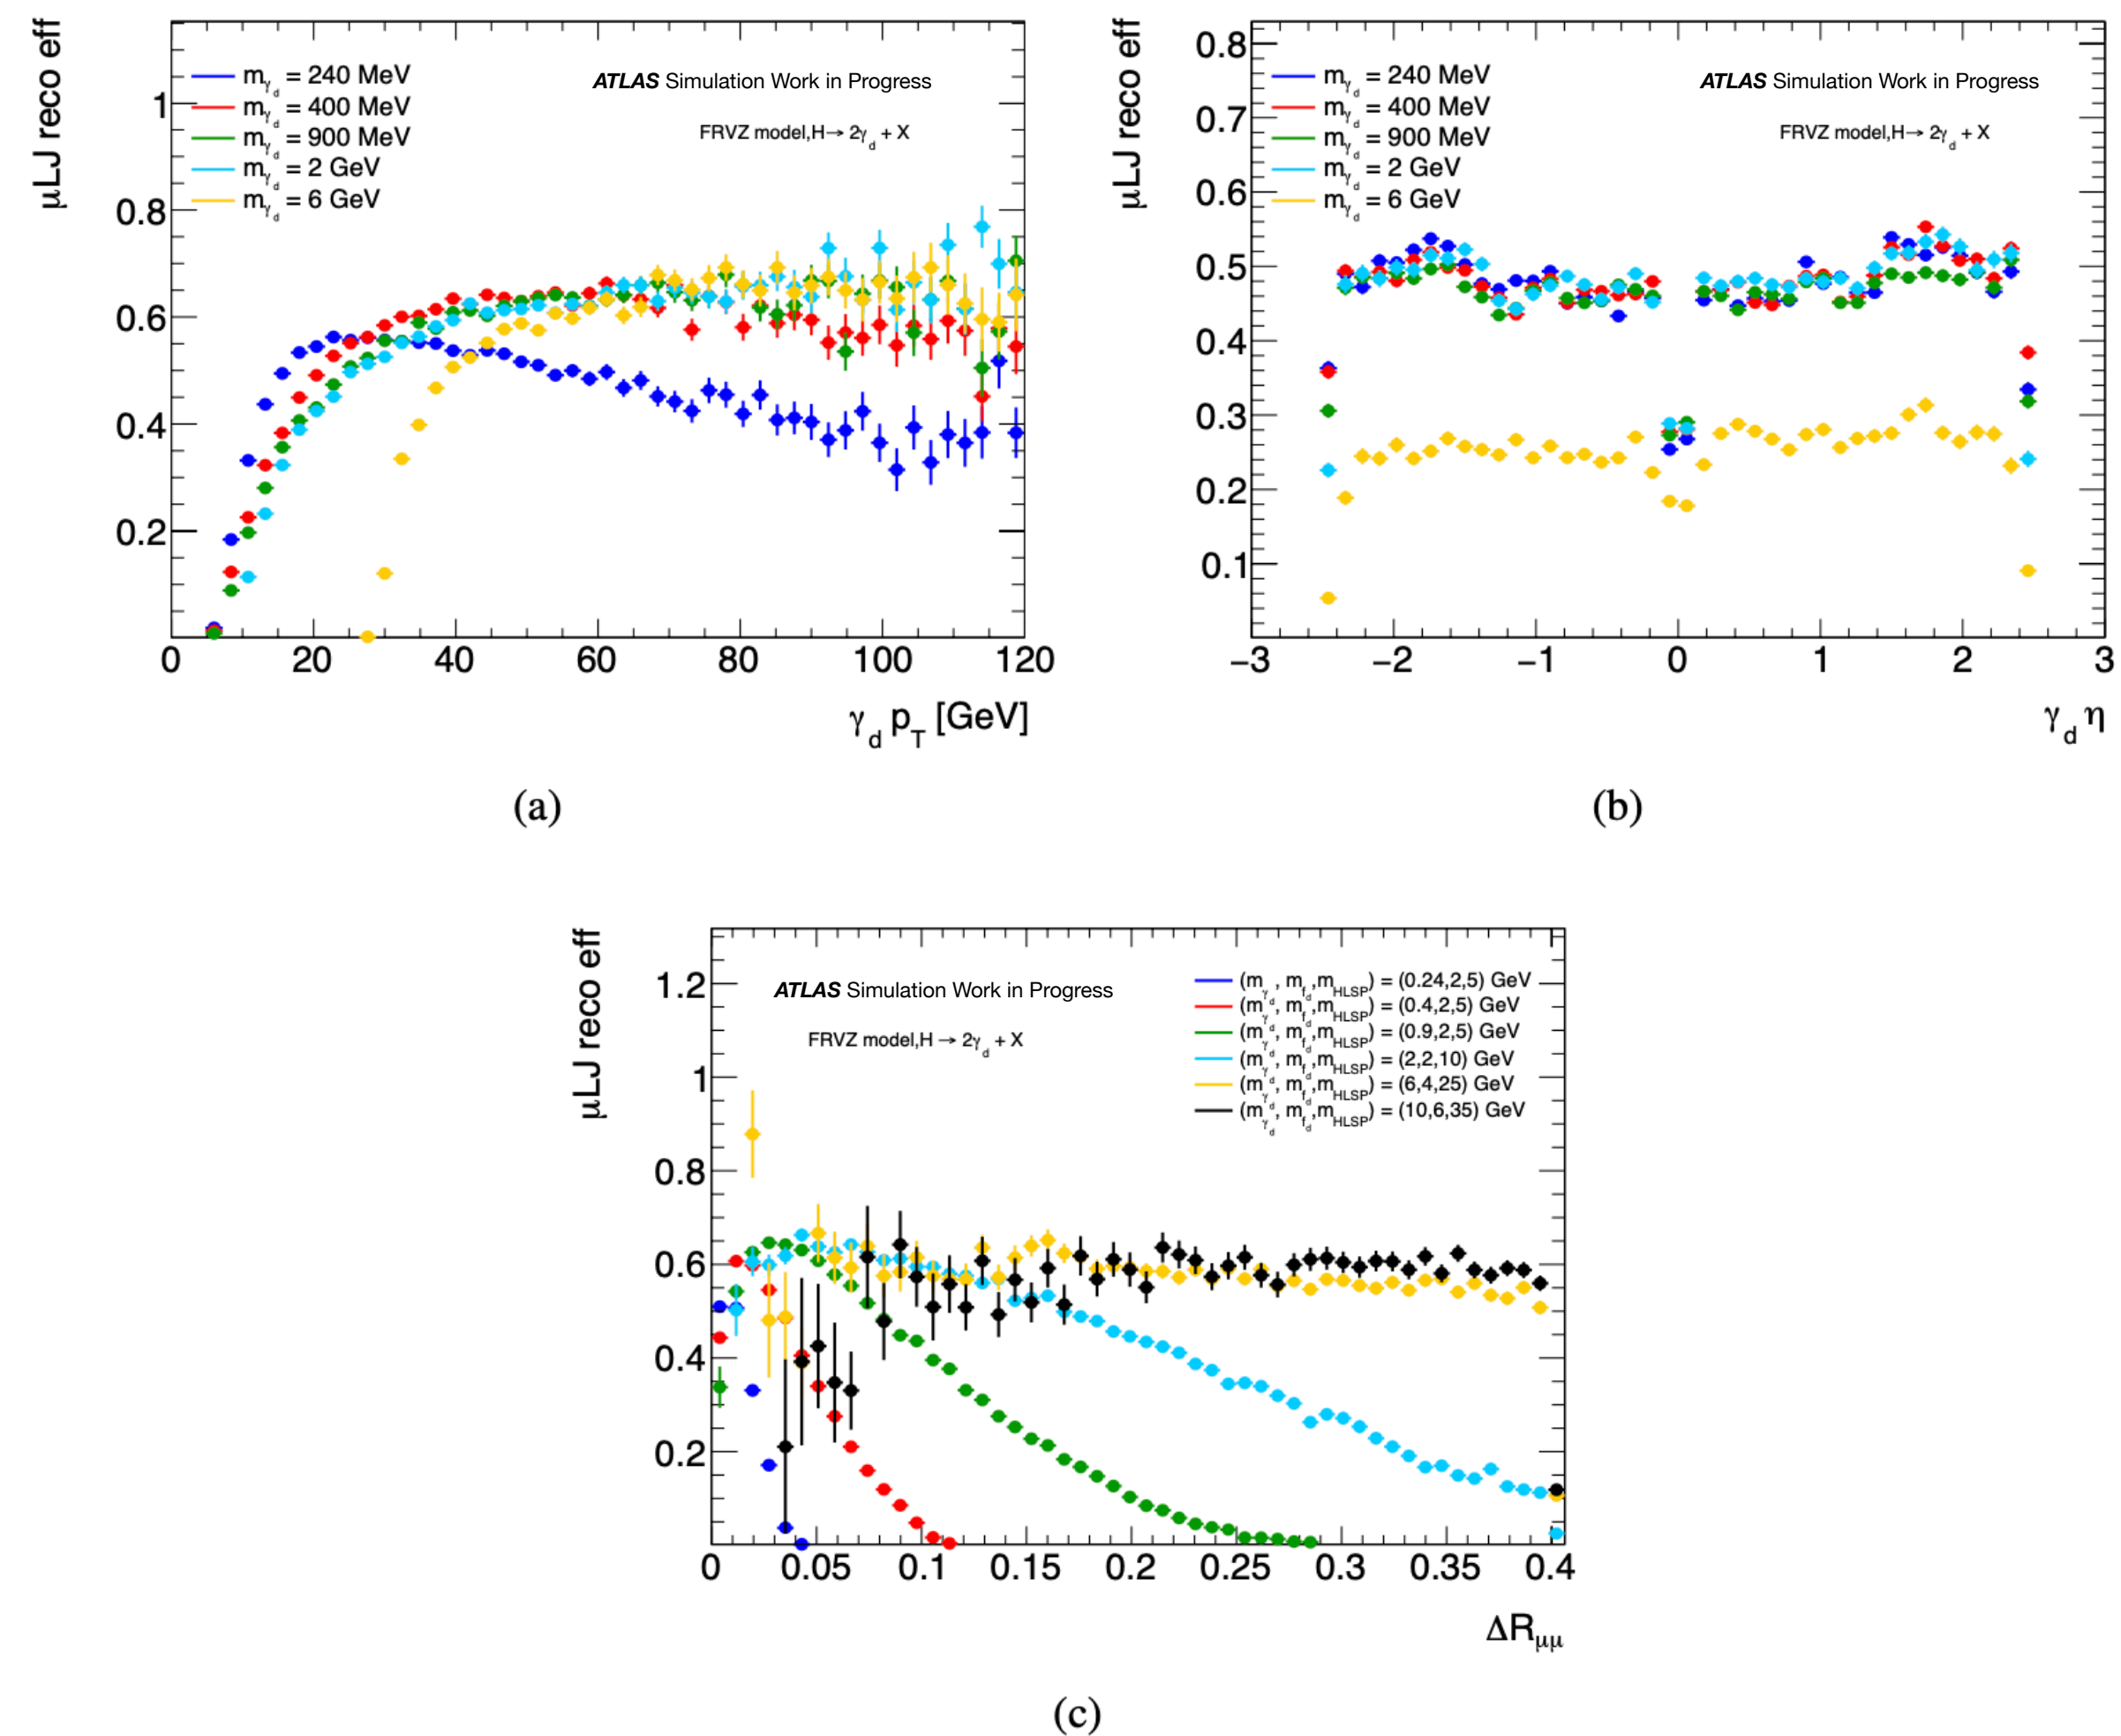 μLJ reco eff
1
0.8
0.6
0.4
0.2
m_γd = 240 MeV
m_γd = 400 MeV
m_γd = 900 MeV
m_γd = 2 GeV
m_γd = 6 GeV
ATLAS Simulation Work in Progress
FRVZ model,H→ 2γ_d + X
0 20 40 60 80 100 120
γ_d p_T [GeV]
(a)
μLJ reco eff
0.8
0.7
0.6
0.5
0.4
0.3
0.2
0.1
m_γd = 240 MeV
m_γd = 400 MeV
m_γd = 900 MeV
m_γd = 2 GeV
m_γd = 6 GeV
ATLAS Simulation Work in Progress
FRVZ model,H→ 2γ_d + X
−3 −2 −1 0 1 2 3
γ_d η
(b)
μLJ reco eff
1.2
1
0.8
0.6
0.4
0.2
ATLAS Simulation Work in Progress
FRVZ model,H → 2γ_d + X
(m_γd, m_fd,m_HLSP) = (0.24,2,5) GeV
(m_γd, m_fd,m_HLSP) = (0.4,2,5) GeV
(m_γd, m_fd,m_HLSP) = (0.9,2,5) GeV
(m_γd, m_fd,m_HLSP) = (2,2,10) GeV
(m_γd, m_fd,m_HLSP) = (6,4,25) GeV
(m_γd, m_fd,m_HLSP) = (10,6,35) GeV
0 0.05 0.1 0.15 0.2 0.25 0.3 0.35 0.4
ΔR_μμ
(c)